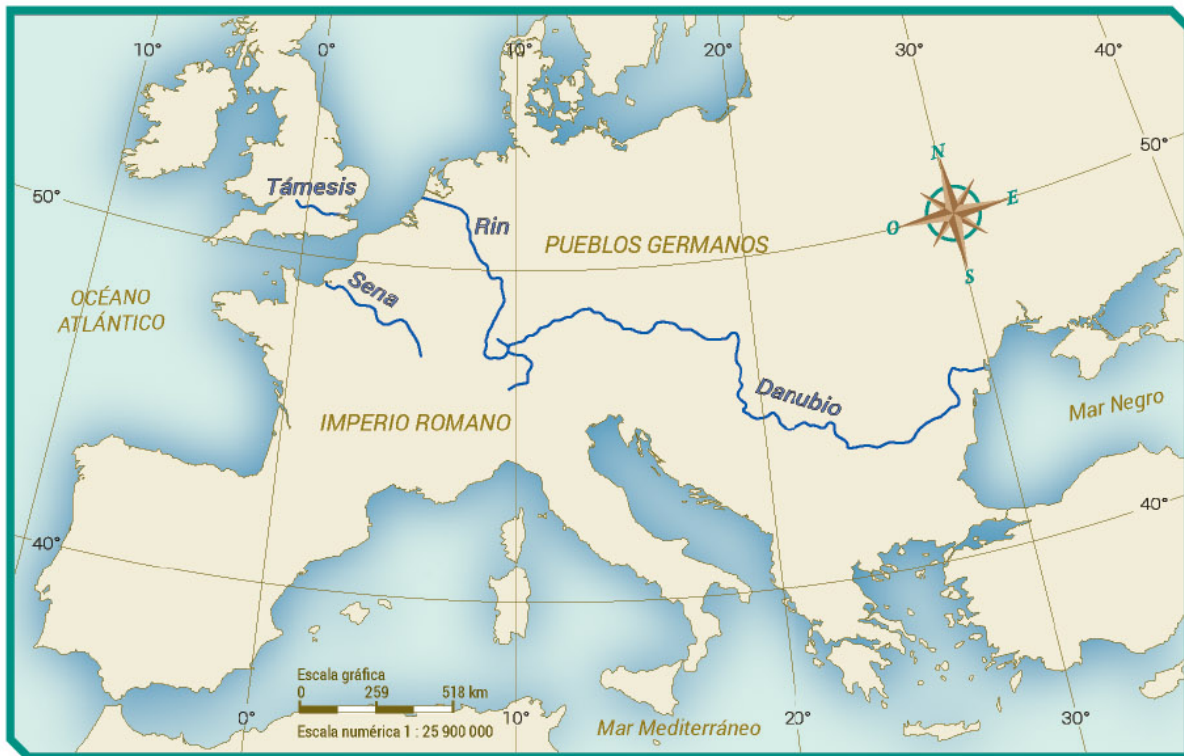 10°
0°
10°
20°
30°
40°
50°
N
E
O
S
50°
Támesis
Rin
PUEBLOS GERMANOS
Sena
OCÉANO
ATLÁNTICO
Danubio
Mar Negro
IMPERIO ROMANO
40°
40°
Escala gráfica
0 259 518 km
Escala numérica 1 : 25 900 000
0°
10°
Mar Mediterráneo
20°
30°